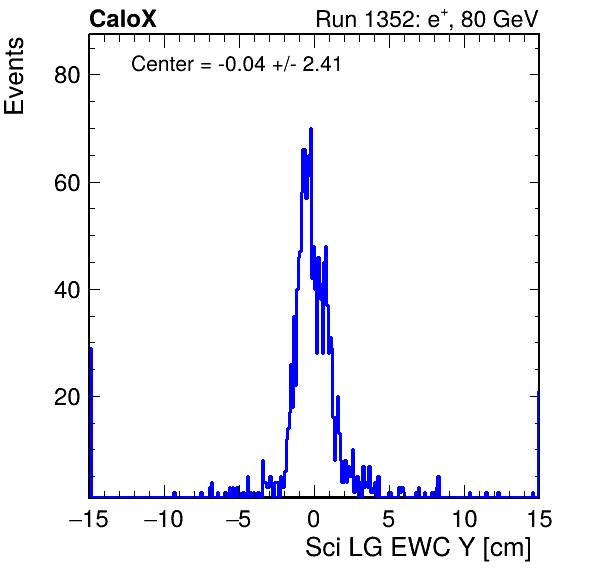 CaloX
Run 1352: e⁺, 80 GeV
Center = -0.04 +/- 2.41
Events
80
60
40
20
−15 −10 −5 0 5 10 15
Sci LG EWC Y [cm]